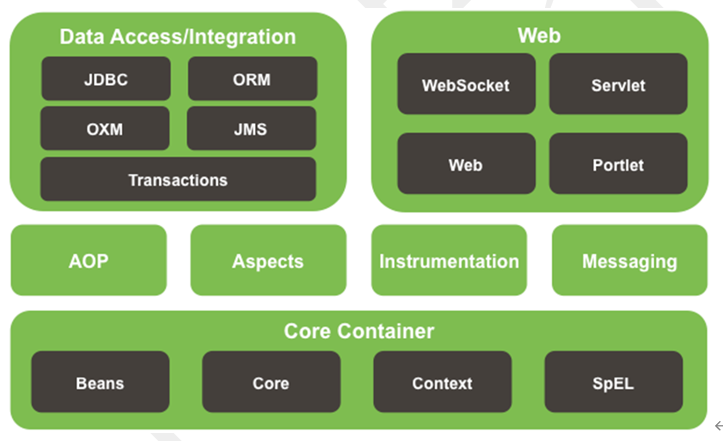 Data Access/Integration
JDBC ORM
OXM JMS
Transactions
Web
WebSocket Servlet
Web Portlet
AOP Aspects Instrumentation Messaging
Core Container
Beans Core Context SpEL